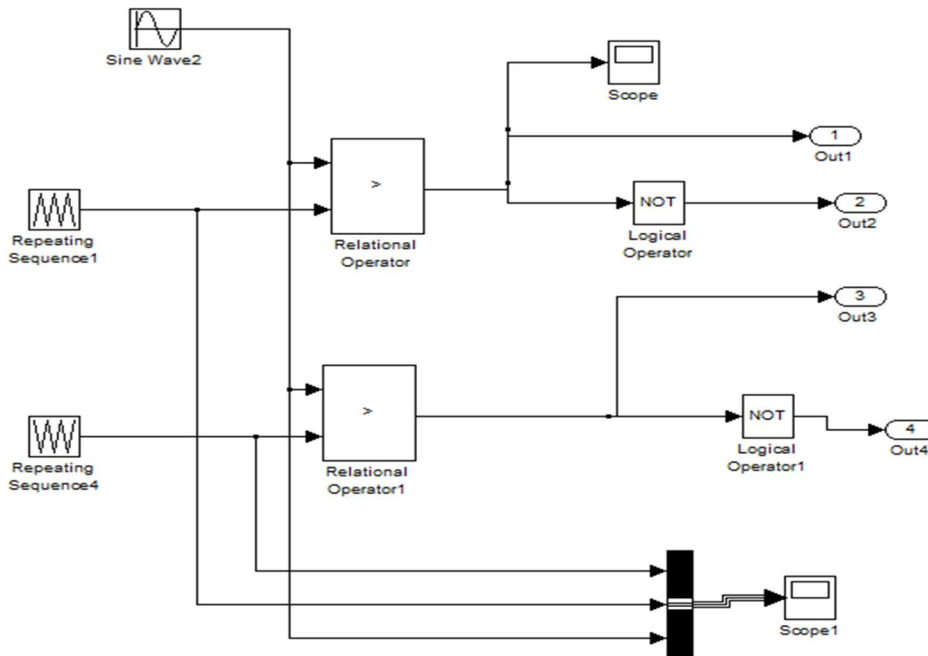 Sine Wave2
Scope
>
1
Out1
Repeating
Sequence1
Relational
Operator
NOT
Logical
Operator
2
Out2
3
Out3
>
Repeating
Sequence4
Relational
Operator1
NOT
Logical
Operator1
4
Out4
Scope1